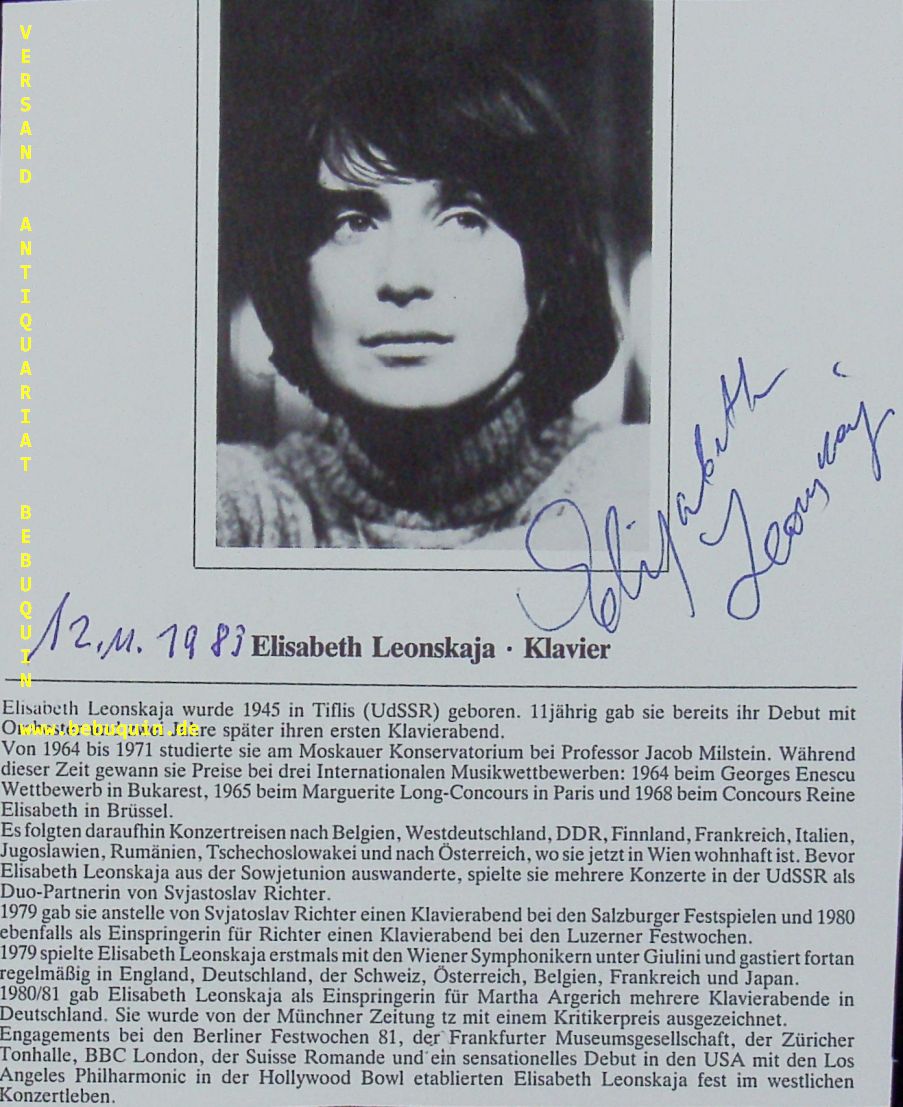 VERSAND ANTIQUARIAT BEBUQUIN
Elisabeth Leonskaja
12.11.1983
Elisabeth Leonskaja · Klavier
Elisabeth Leonskaja wurde 1945 in Tiflis (UdSSR) geboren. 11jährig gab sie bereits ihr Debut mit
www.bebuquin.de
später ihren ersten Klavierabend.
Von 1964 bis 1971 studierte sie am Moskauer Konservatorium bei Professor Jacob Milstein. Während
dieser Zeit gewann sie Preise bei drei Internationalen Musikwettbewerben: 1964 beim Georges Enescu
Wettbewerb in Bukarest, 1965 beim Marguerite Long-Concours in Paris und 1968 beim Concours Reine
Elisabeth in Brüssel.
Es folgten daraufhin Konzertreisen nach Belgien, Westdeutschland, DDR, Finnland, Frankreich, Italien,
Jugoslawien, Rumänien, Tschechoslowakei und nach Österreich, wo sie jetzt in Wien wohnhaft ist. Bevor
Elisabeth Leonskaja aus der Sowjetunion auswanderte, spielte sie mehrere Konzerte in der UdSSR als
Duo-Partnerin von Svjastoslav Richter.
1979 gab sie anstelle von Svjatoslav Richter einen Klavierabend bei den Salzburger Festspielen und 1980
ebenfalls als Einspringerin für Richter einen Klavierabend bei den Luzerner Festwochen.
1979 spielte Elisabeth Leonskaja erstmals mit den Wiener Symphonikern unter Giulini und gastiert fortan
regelmäßig in England, Deutschland, der Schweiz, Österreich, Belgien, Frankreich und Japan.
1980/81 gab Elisabeth Leonskaja als Einspringerin für Martha Argerich mehrere Klavierabende in
Deutschland. Sie wurde von der Münchner Zeitung tz mit einem Kritikerpreis ausgezeichnet.
Engagements bei den Berliner Festwochen 81, der Frankfurter Museumsgesellschaft, der Züricher
Tonhalle, BBC London, der Suisse Romande und ein sensationelles Debut in den USA mit den Los
Angeles Philharmonic in der Hollywood Bowl etablierten Elisabeth Leonskaja fest im westlichen
Konzertleben.